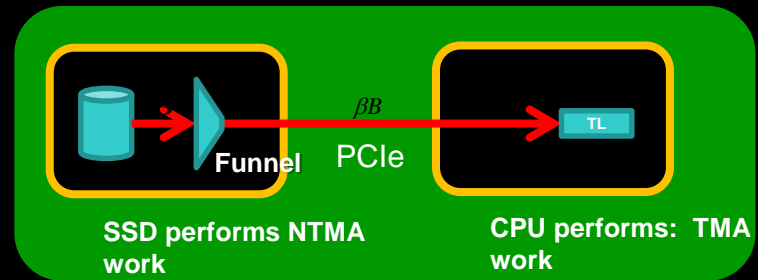 βB
TL
Funnel
PCIe
SSD performs NTMA
work
CPU performs: TMA
work